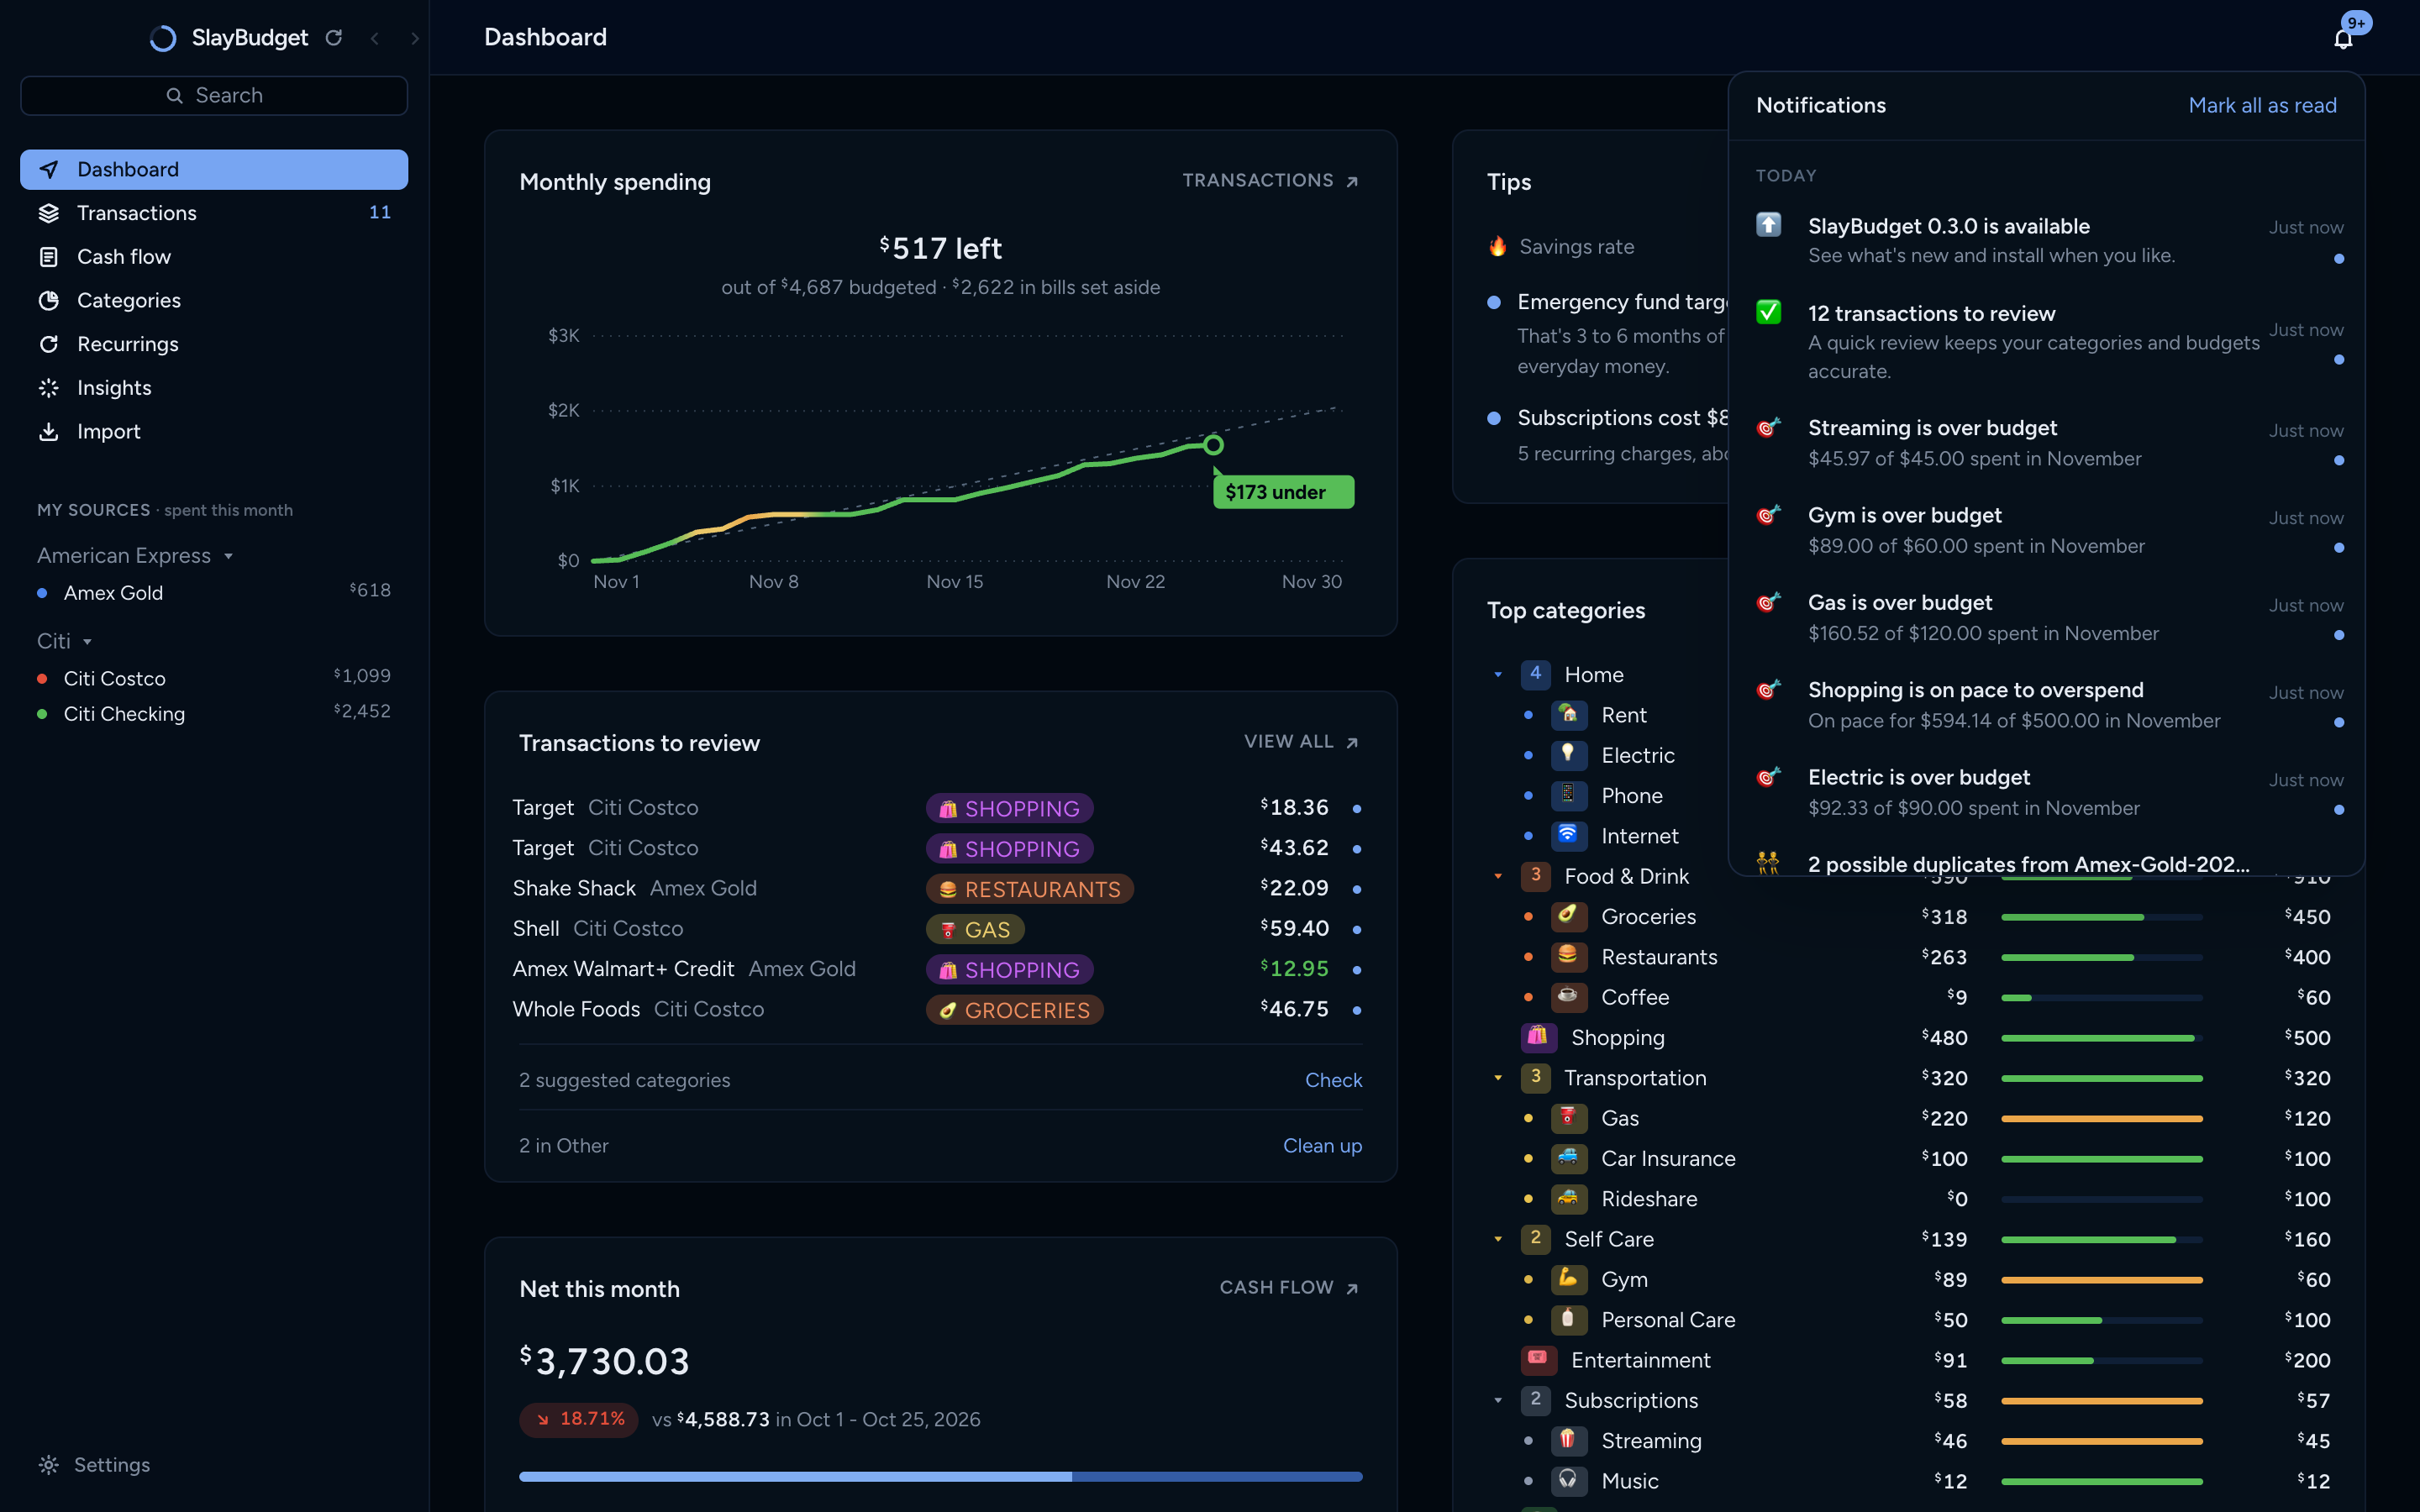 SlayBudget
Search
Dashboard
Transactions 11
Cash flow
Categories
Recurrings
Insights
Import
MY SOURCES · spent this month
American Express
Amex Gold $618
Citi
Citi Costco $1,099
Citi Checking $2,452
Settings
Dashboard
9+
Monthly spending
TRANSACTIONS
$517 left
out of $4,687 budgeted · $2,622 in bills set aside
$3K
$2K
$1K
$0
$173 under
Nov 1 Nov 8 Nov 15 Nov 22 Nov 30
Transactions to review
VIEW ALL
Target Citi Costco SHOPPING $18.36
Target Citi Costco SHOPPING $43.62
Shake Shack Amex Gold RESTAURANTS $22.09
Shell Citi Costco GAS $59.40
Amex Walmart+ Credit Amex Gold SHOPPING $12.95
Whole Foods Citi Costco GROCERIES $46.75
2 suggested categories Check
2 in Other Clean up
Net this month
CASH FLOW
$3,730.03
18.71% vs $4,588.73 in Oct 1 - Oct 25, 2026
Tips
Savings rate
Emergency fund targ
That's 3 to 6 months of
everyday money.
Subscriptions cost $8
5 recurring charges, abo
Top categories
4 Home
Rent
Electric
Phone
Internet
3 Food & Drink $590 $910
Groceries $318 $450
Restaurants $263 $400
Coffee $9 $60
Shopping $480 $500
3 Transportation $320 $320
Gas $220 $120
Car Insurance $100 $100
Rideshare $0 $100
2 Self Care $139 $160
Gym $89 $60
Personal Care $50 $100
Entertainment $91 $200
2 Subscriptions $58 $57
Streaming $46 $45
Music $12 $12
Notifications
Mark all as read
TODAY
SlayBudget 0.3.0 is available
Just now
See what's new and install when you like.
12 transactions to review
Just now
A quick review keeps your categories and budgets
accurate.
Streaming is over budget
Just now
$45.97 of $45.00 spent in November
Gym is over budget
Just now
$89.00 of $60.00 spent in November
Gas is over budget
Just now
$160.52 of $120.00 spent in November
Shopping is on pace to overspend
Just now
On pace for $594.14 of $500.00 in November
Electric is over budget
Just now
$92.33 of $90.00 spent in November
2 possible duplicates from Amex-Gold-202...